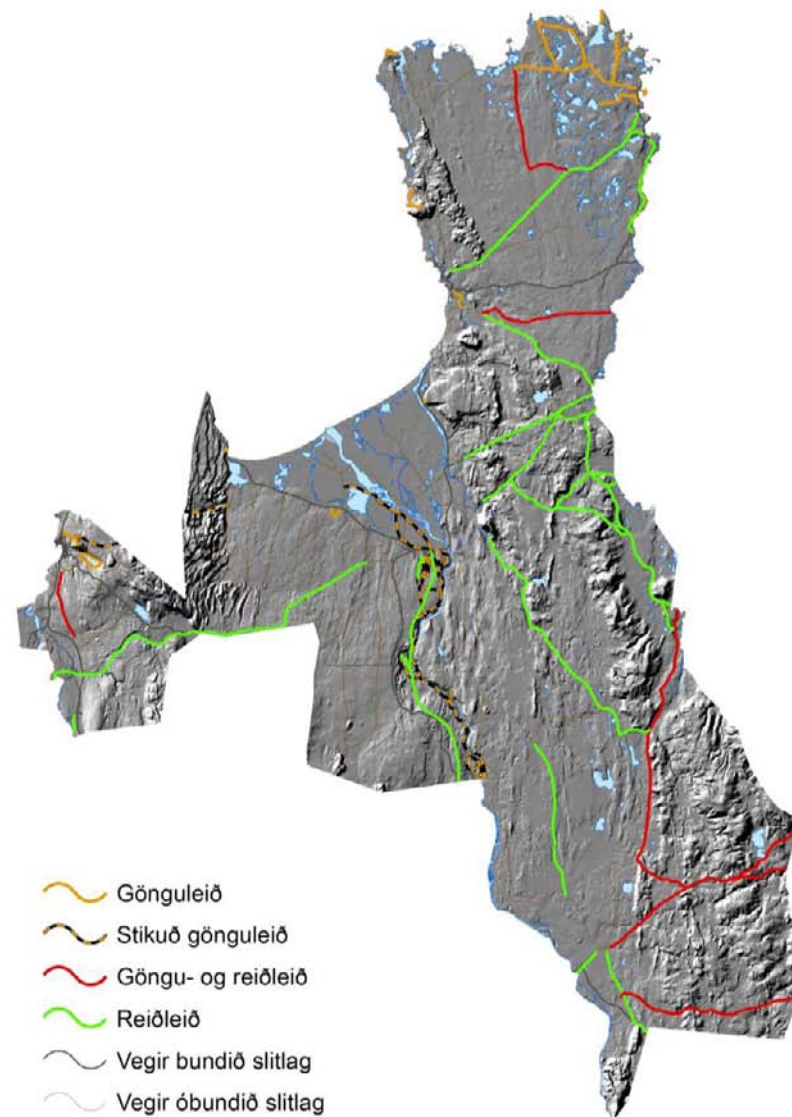 Gönguleið
Stikuð gönguleið
Göngu- og reiðleið
Reiðleið
Vegir bundið slitlag
Vegir óbundið slitlag